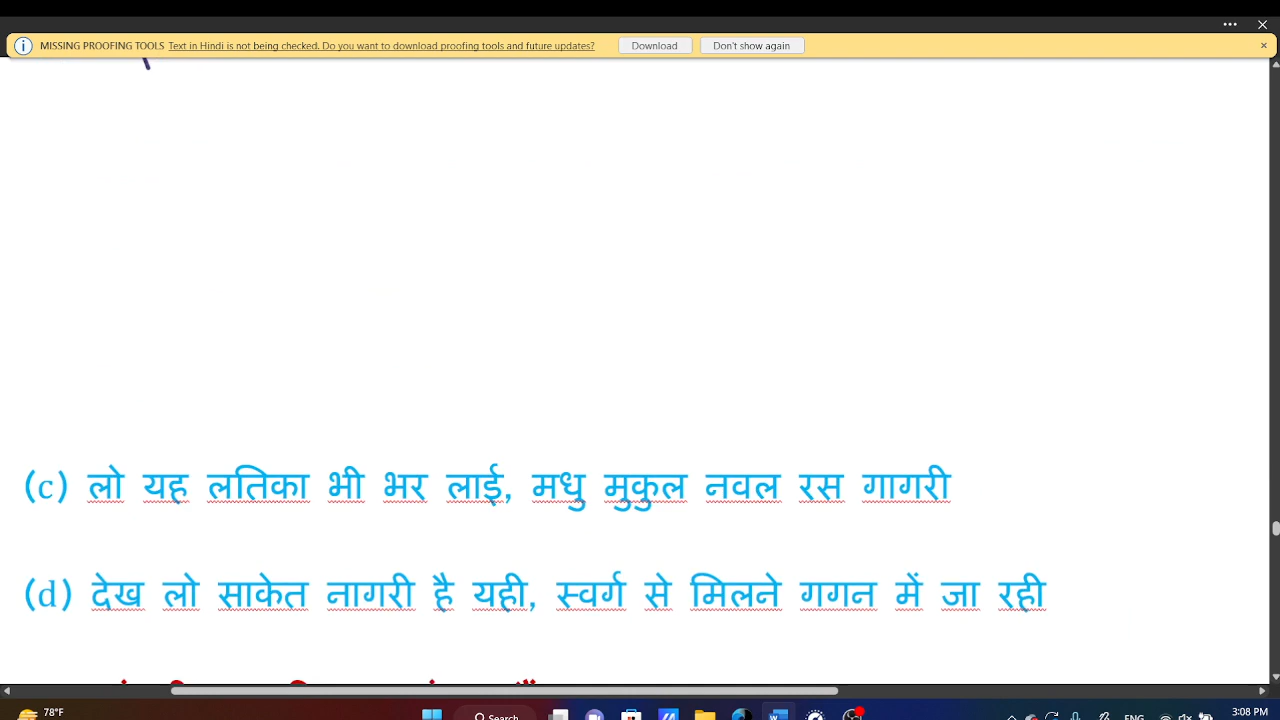 MISSING PROOFING TOOLS Text in Hindi is not being checked. Do you want to download proofing tools and future updates? Download Don't show again
(c) लो यह लतिका भी भर लाई, मधु मुकुल नवल रस गागरी
(d) देख लो साकेत नागरी है यही, स्वर्ग से मिलने गगन में जा रही
78°F Search ENG 3:08 PM